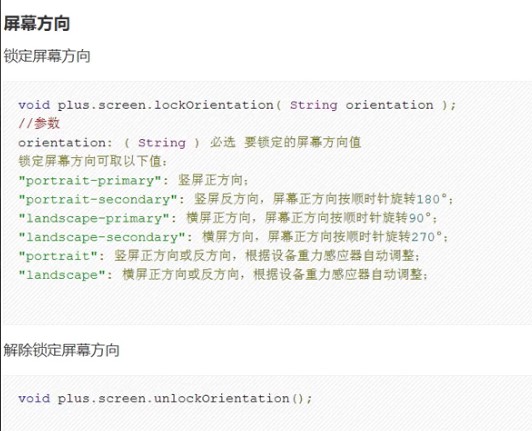 屏幕方向
锁定屏幕方向
void plus.screen.lockOrientation( String orientation );
//参数
orientation: ( String ) 必选 要锁定的屏幕方向值
锁定屏幕方向可取以下值:
"portrait-primary": 竖屏正方向;
"portrait-secondary": 竖屏反方向，屏幕正方向按顺时针旋转180°;
"landscape-primary": 横屏正方向，屏幕正方向按顺时针旋转90°;
"landscape-secondary": 横屏方向，屏幕正方向按顺时针旋转270°;
"portrait": 竖屏正方向或反方向，根据设备重力感应器自动调整;
"landscape": 横屏正方向或反方向，根据设备重力感应器自动调整;
解除锁定屏幕方向
void plus.screen.unlockOrientation();